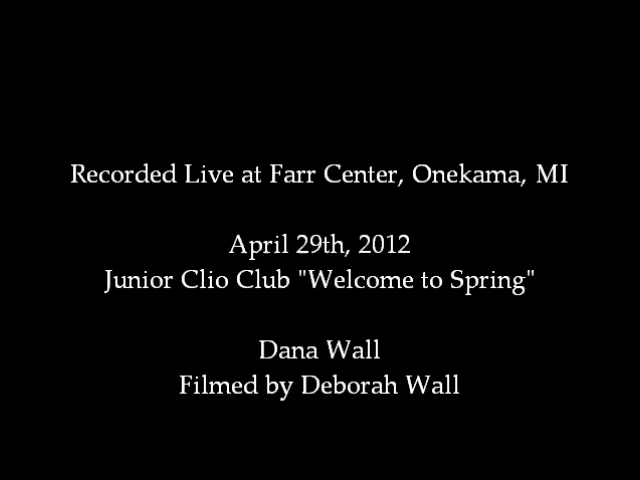 Recorded Live at Farr Center, Onekama, MI
April 29th, 2012
Junior Clio Club "Welcome to Spring"
Dana Wall
Filmed by Deborah Wall